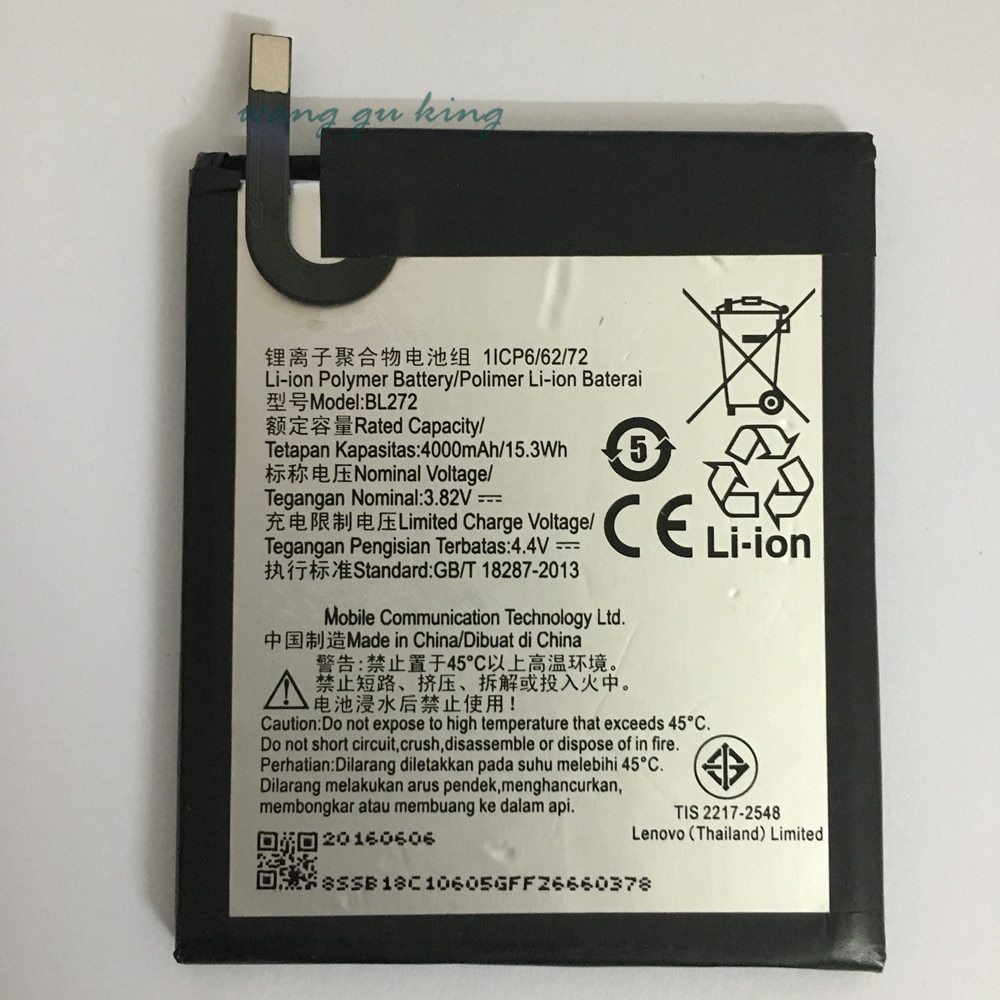 wang gu king
锂离子聚合物电池组 1ICP6/62/72
Li-ion Polymer Battery/Polimer Li-ion Baterai
型号Model:BL272
额定容量Rated Capacity/
Tetapan Kapasitas:4000mAh/15.3Wh
标称电压Nominal Voltage/
Tegangan Nominal:3.82V
充电限制电压Limited Charge Voltage/
Tegangan Pengisian Terbatas:4.4V
执行标准Standard:GB/T 18287-2013
5
CE
Li-ion
Mobile Communication Technology Ltd.
中国制造Made in China/Dibuat di China
警告:禁止置于45°C以上高温环境。
禁止短路、挤压、拆解或投入火中。
电池浸水后禁止使用!
Caution:Do not expose to high temperature that exceeds 45°C.
Do not short circuit,crush,disassemble or dispose of in fire.
Perhatian:Dilarang diletakkan pada suhu melebihi 45°C.
Dilarang melakukan arus pendek,menghancurkan,
membongkar atau membuang ke dalam api.
TIS 2217-2548
Lenovo (Thailand) Limited
20160606
8SSB18C10605GFF26660378